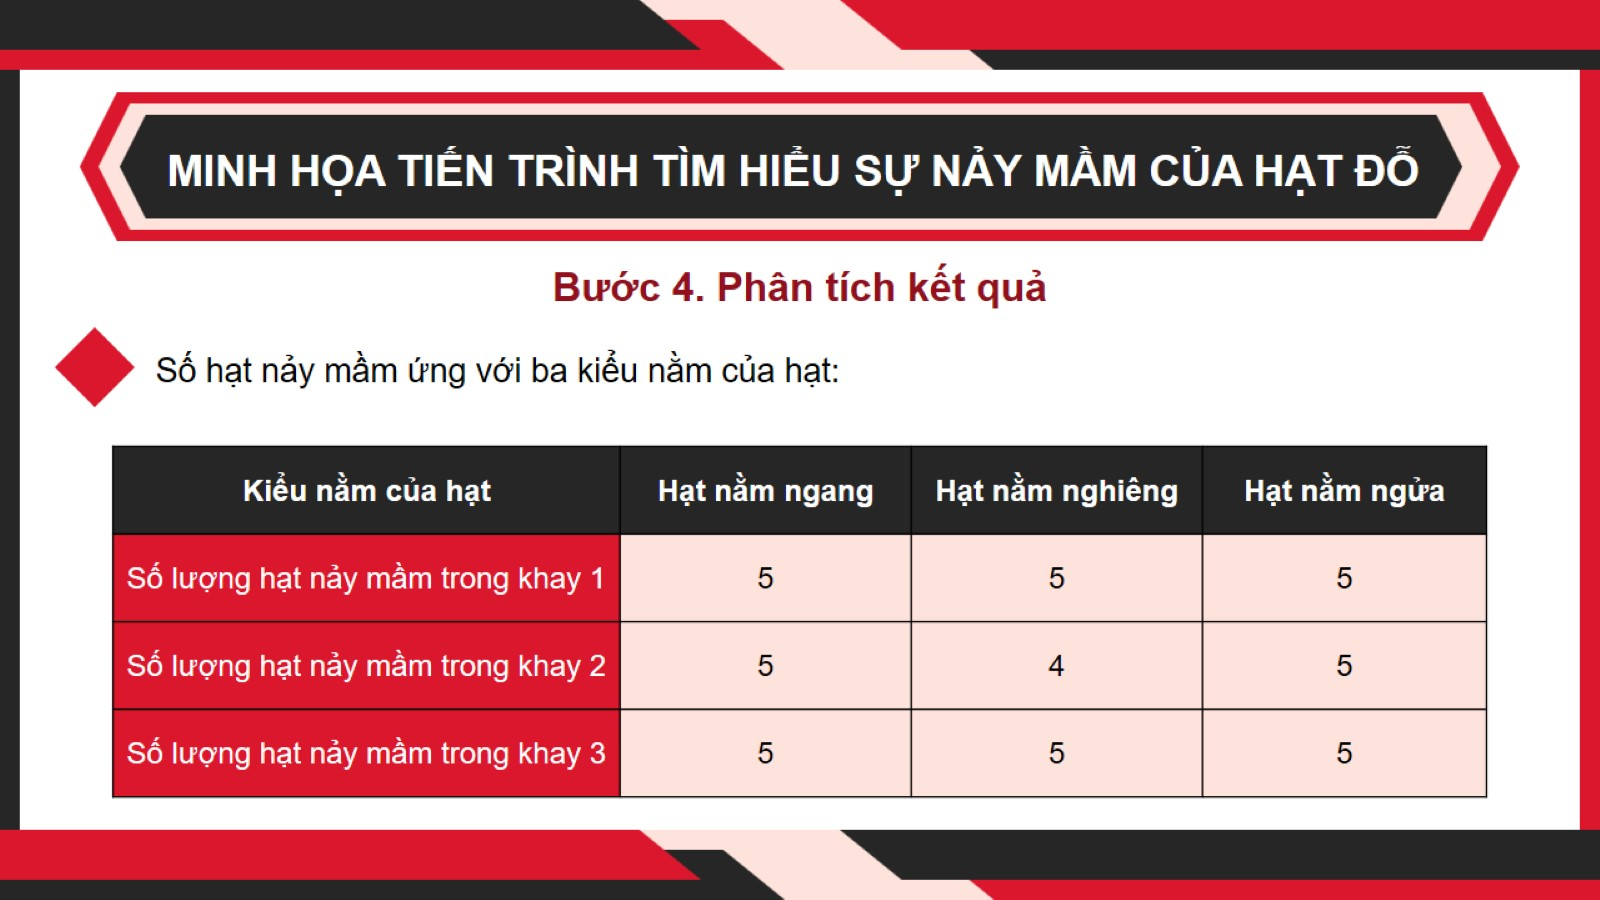 MINH HỌA TIẾN TRÌNH TÌM HIỂU SỰ NẢY MẦM CỦA HẠT ĐỖ
Bước 4. Phân tích kết quả
Số hạt nảy mầm ứng với ba kiểu nằm của hạt:
Kiểu nằm của hạt Hạt nằm ngang Hạt nằm nghiêng Hạt nằm ngửa
Số lượng hạt nảy mầm trong khay 1 5 5 5
Số lượng hạt nảy mầm trong khay 2 5 4 5
Số lượng hạt nảy mầm trong khay 3 5 5 5